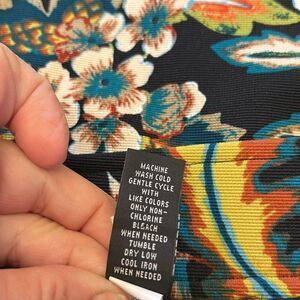 MACHINE
WASH COLD
GENTLE CYCLE
WITH
LIKE COLORS
ONLY NON-
CHLORINE
BLEACH
WHEN NEEDED
TUMBLE
DRY LOW
COOL IRON
WHEN NEEDED